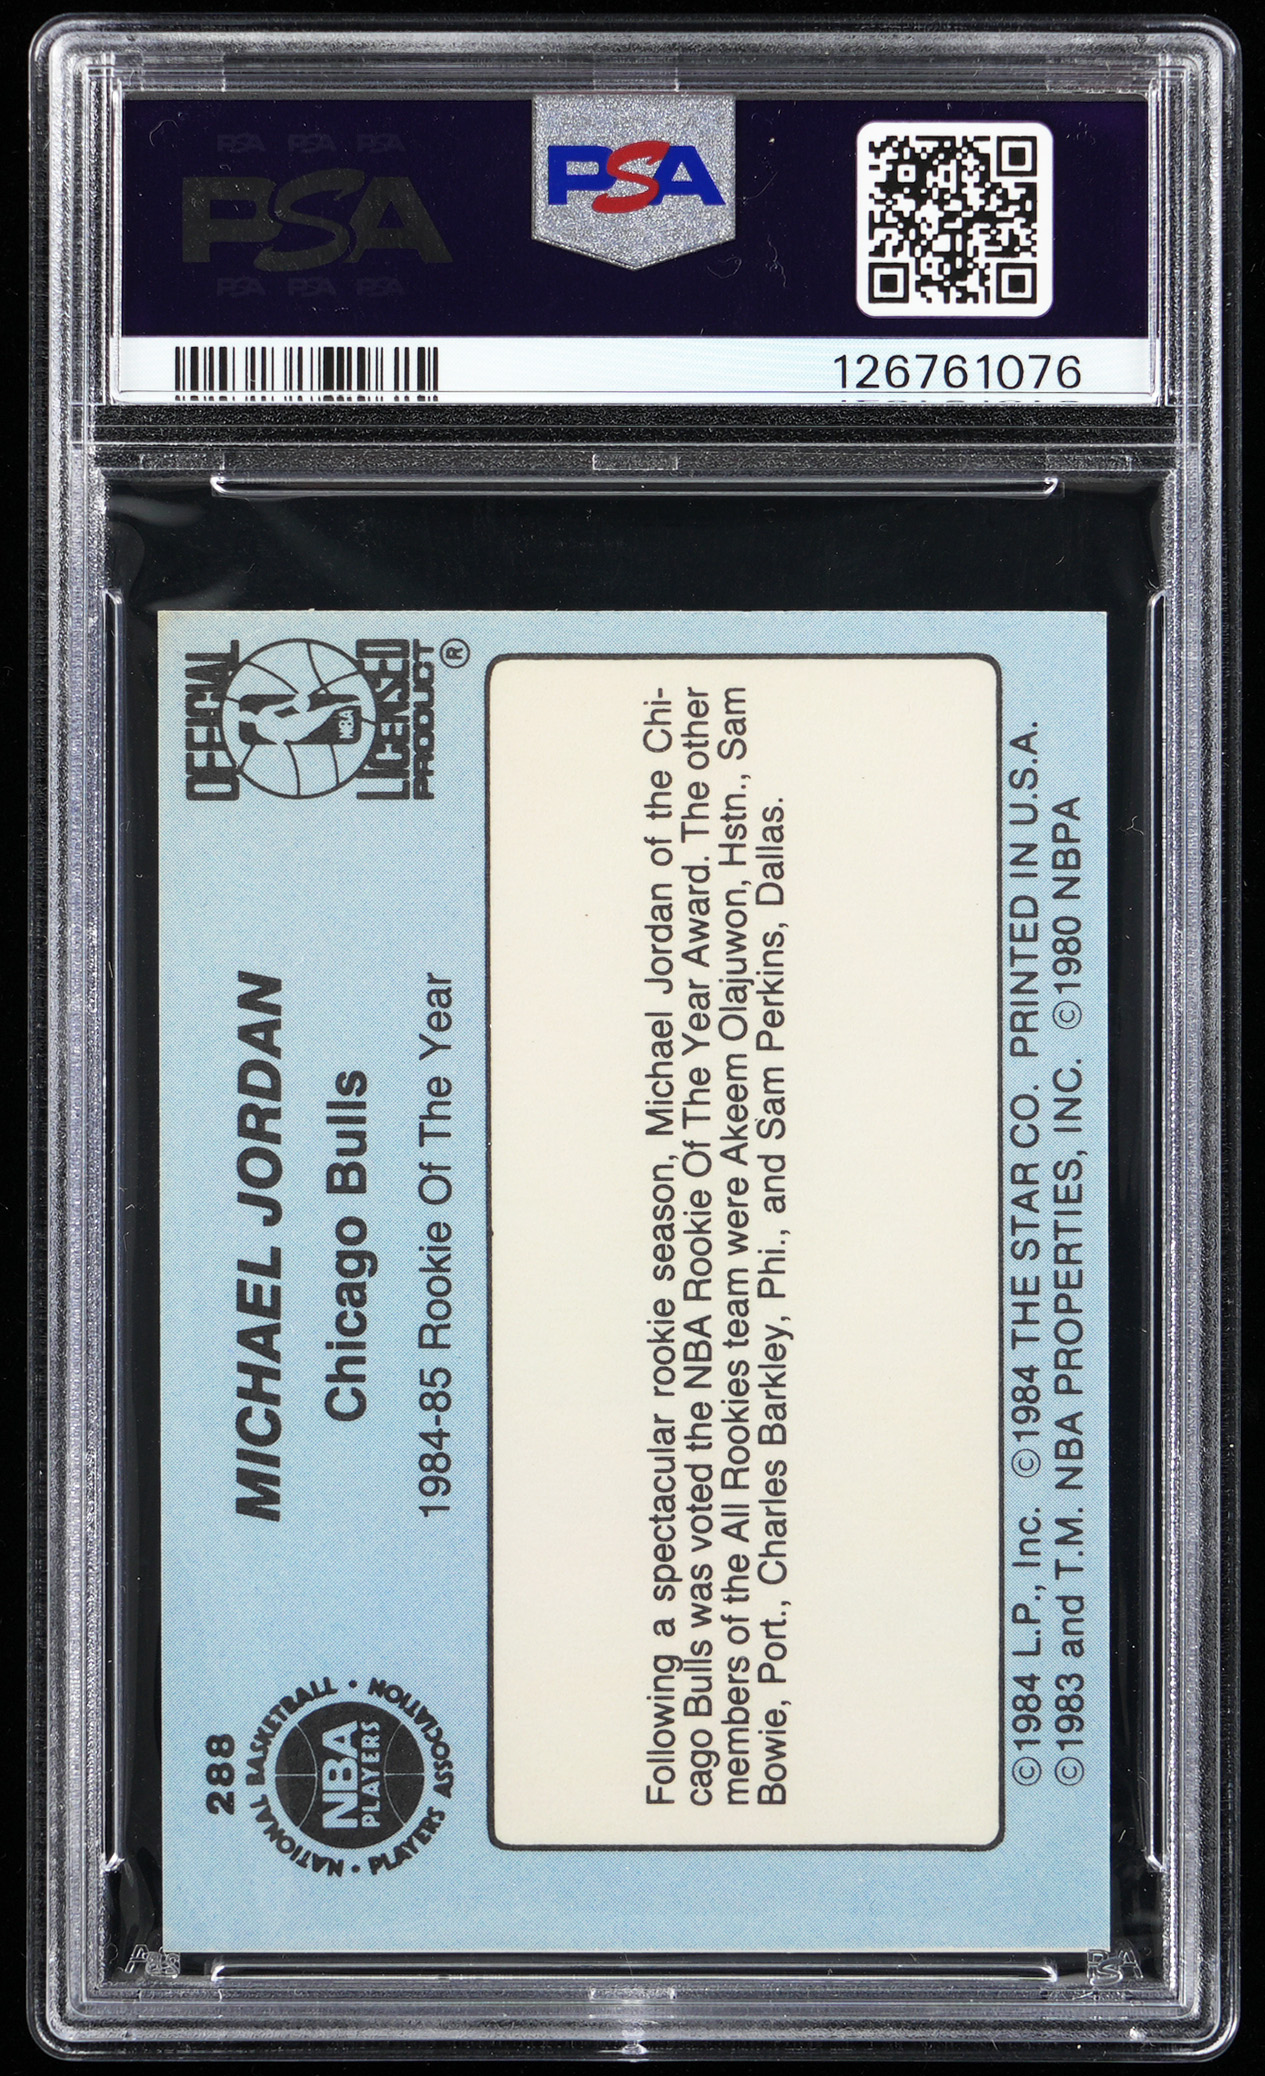 PSA PSA PSA
PSA
PSA PSA PSA
PSA
126761076
288
MICHAEL JORDAN
Chicago Bulls
1984-85 Rookie Of The Year
NATIONAL BASKETBALL • PLAYERS ASSOCIATION •
NBA
PLAYERS
OFFICIAL
NBA
LICENSED
PRODUCT ®
Following a spectacular rookie season, Michael Jordan of the Chi-
cago Bulls was voted the NBA Rookie Of The Year Award. The other
members of the All Rookies team were Akeem Olajuwon, Hstn., Sam
Bowie, Port., Charles Barkley, Phi., and Sam Perkins, Dallas.
©1984 L.P., Inc. ©1984 THE STAR CO. PRINTED IN U.S.A.
©1983 and T.M. NBA PROPERTIES, INC. ©1980 NBPA
PSA
PSA